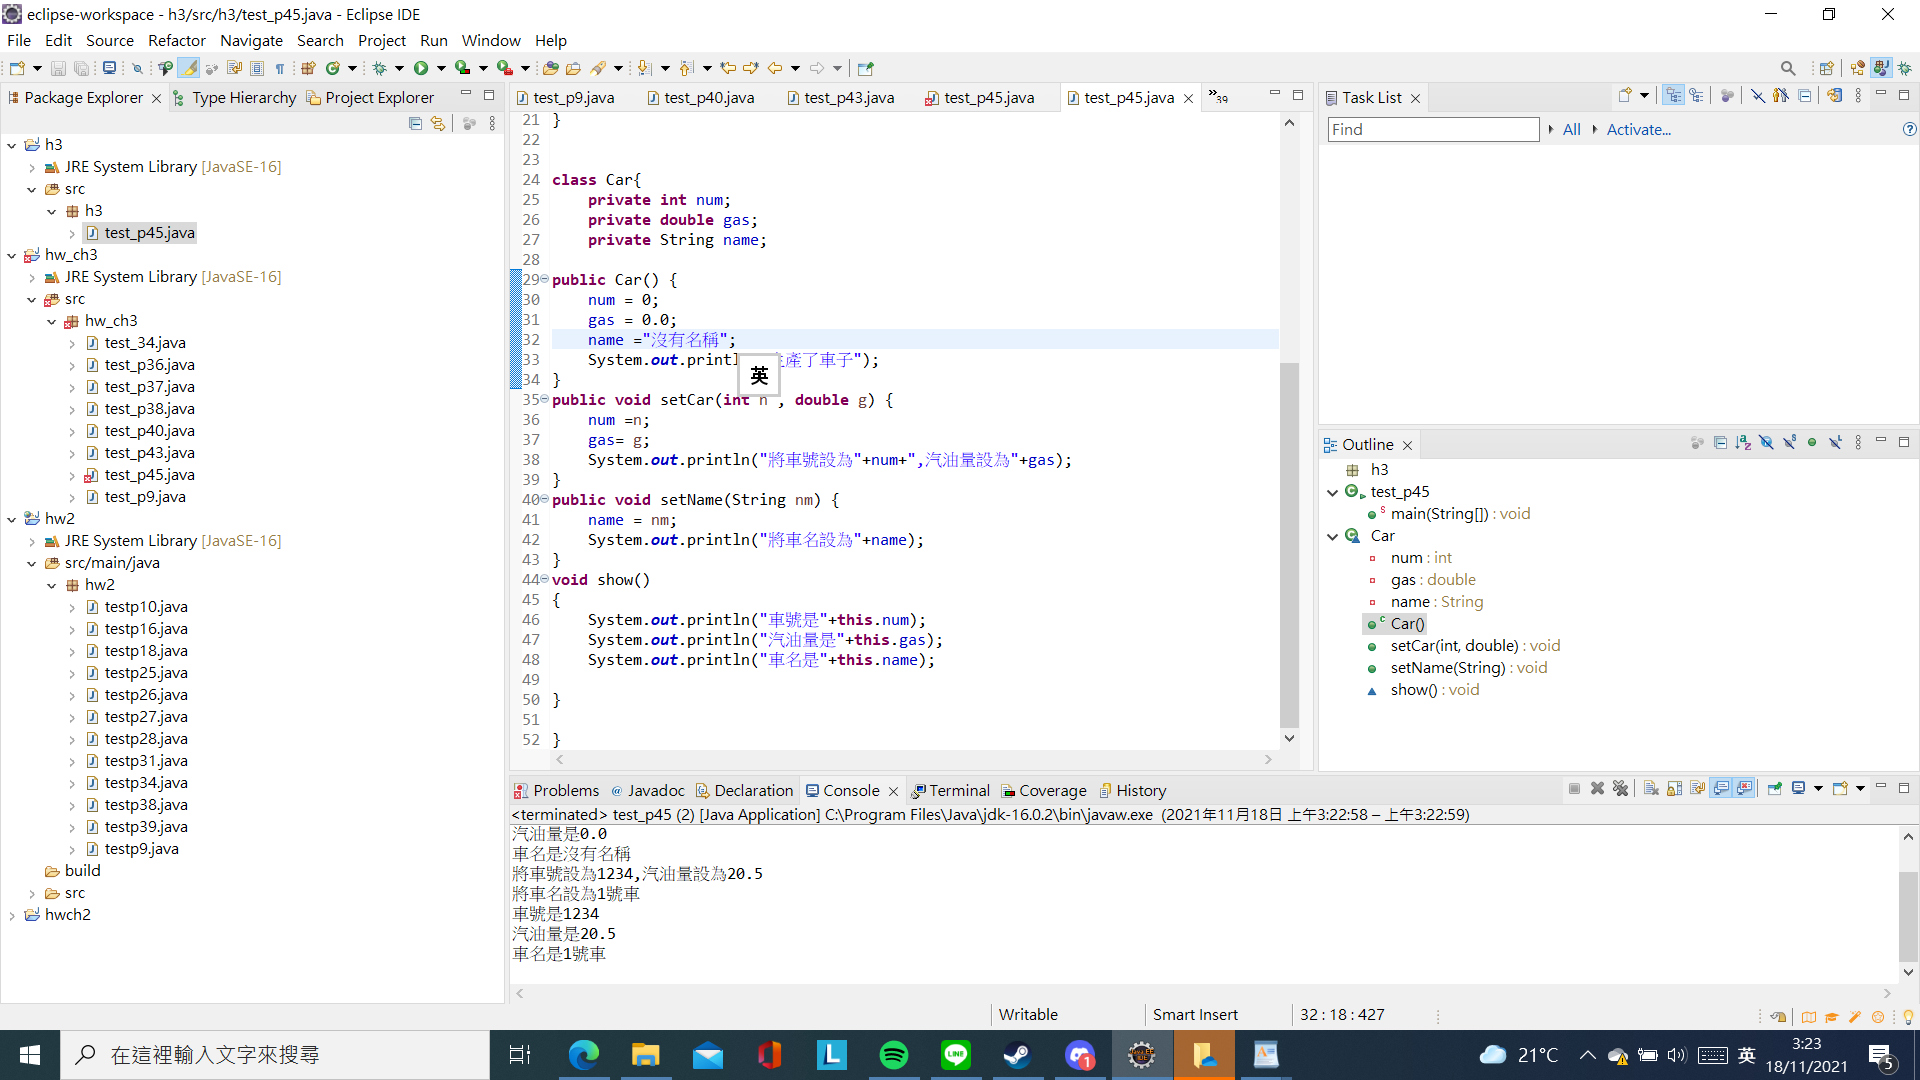 eclipse-workspace - h3/src/h3/test_p45.java - Eclipse IDE
File Edit Source Refactor Navigate Search Project Run Window Help
Package Explorer Type Hierarchy Project Explorer
h3
JRE System Library [JavaSE-16]
src
h3
test_p45.java
hw_ch3
JRE System Library [JavaSE-16]
src
hw_ch3
test_34.java
test_p36.java
test_p37.java
test_p38.java
test_p40.java
test_p43.java
test_p45.java
test_p9.java
hw2
JRE System Library [JavaSE-16]
src/main/java
hw2
testp10.java
testp16.java
testp18.java
testp25.java
testp26.java
testp27.java
testp28.java
testp31.java
testp34.java
testp38.java
testp39.java
testp9.java
build
src
hwch2
test_p9.java test_p40.java test_p43.java test_p45.java test_p45.java »39
21 }
22
23
24 class Car{
25 private int num;
26 private double gas;
27 private String name;
28
29 public Car() {
30 num = 0;
31 gas = 0.0;
32 name ="沒有名稱";
33 System.out.println 產了車子");
英
34 }
35 public void setCar(int n , double g) {
36 num =n;
37 gas= g;
38 System.out.println("將車號設為"+num+",汽油量設為"+gas);
39 }
40 public void setName(String nm) {
41 name = nm;
42 System.out.println("將車名設為"+name);
43 }
44 void show()
45 {
46 System.out.println("車號是"+this.num);
47 System.out.println("汽油量是"+this.gas);
48 System.out.println("車名是"+this.name);
49
50 }
51
52 }
Task List
Find All Activate...
Outline
h3
test_p45
main(String[]) : void
Car
num : int
gas : double
name : String
Car()
setCar(int, double) : void
setName(String) : void
show() : void
Problems @ Javadoc Declaration Console Terminal Coverage History
<terminated> test_p45 (2) [Java Application] C:\Program Files\Java\jdk-16.0.2\bin\javaw.exe (2021年11月18日 上午3:22:58 – 上午3:22:59)
汽油量是0.0
車名是沒有名稱
將車號設為1234,汽油量設為20.5
將車名設為1號車
車號是1234
汽油量是20.5
車名是1號車
Writable Smart Insert 32 : 18 : 427
在這裡輸入文字來搜尋
21°C 英 3:23
18/11/2021
5